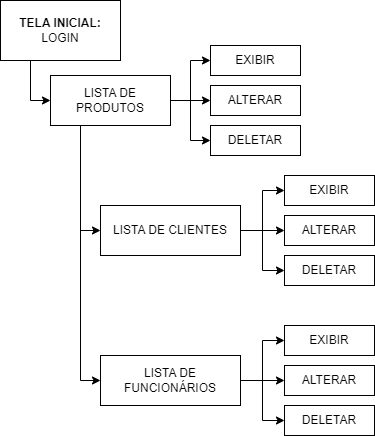 TELA INICIAL:
LOGIN
LISTA DE
PRODUTOS
EXIBIR
ALTERAR
DELETAR
LISTA DE CLIENTES
EXIBIR
ALTERAR
DELETAR
LISTA DE
FUNCIONÁRIOS
EXIBIR
ALTERAR
DELETAR